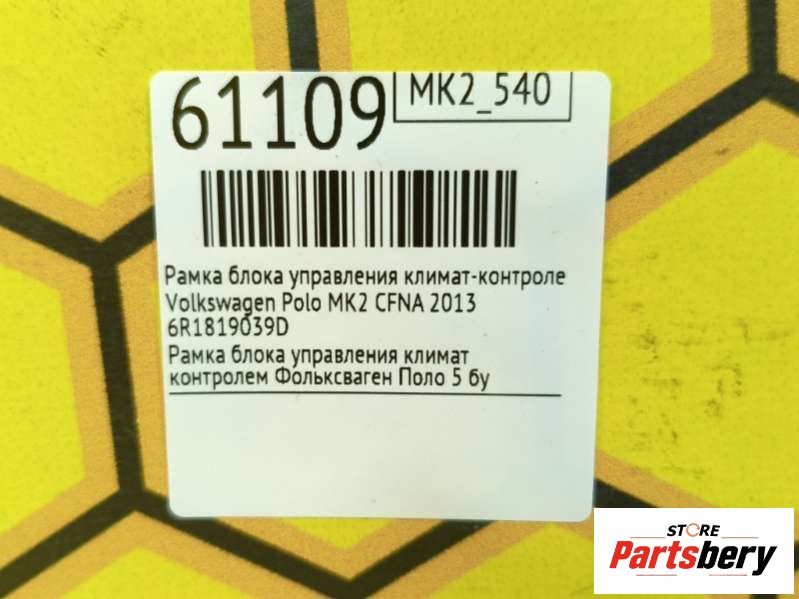 61109
MK2_540
Рамка блока управления климат-контроле
Volkswagen Polo MK2 CFNA 2013
6R1819039D
Рамка блока управления климат
контролем Фольксваген Поло 5 бу
STORE
Partsbery